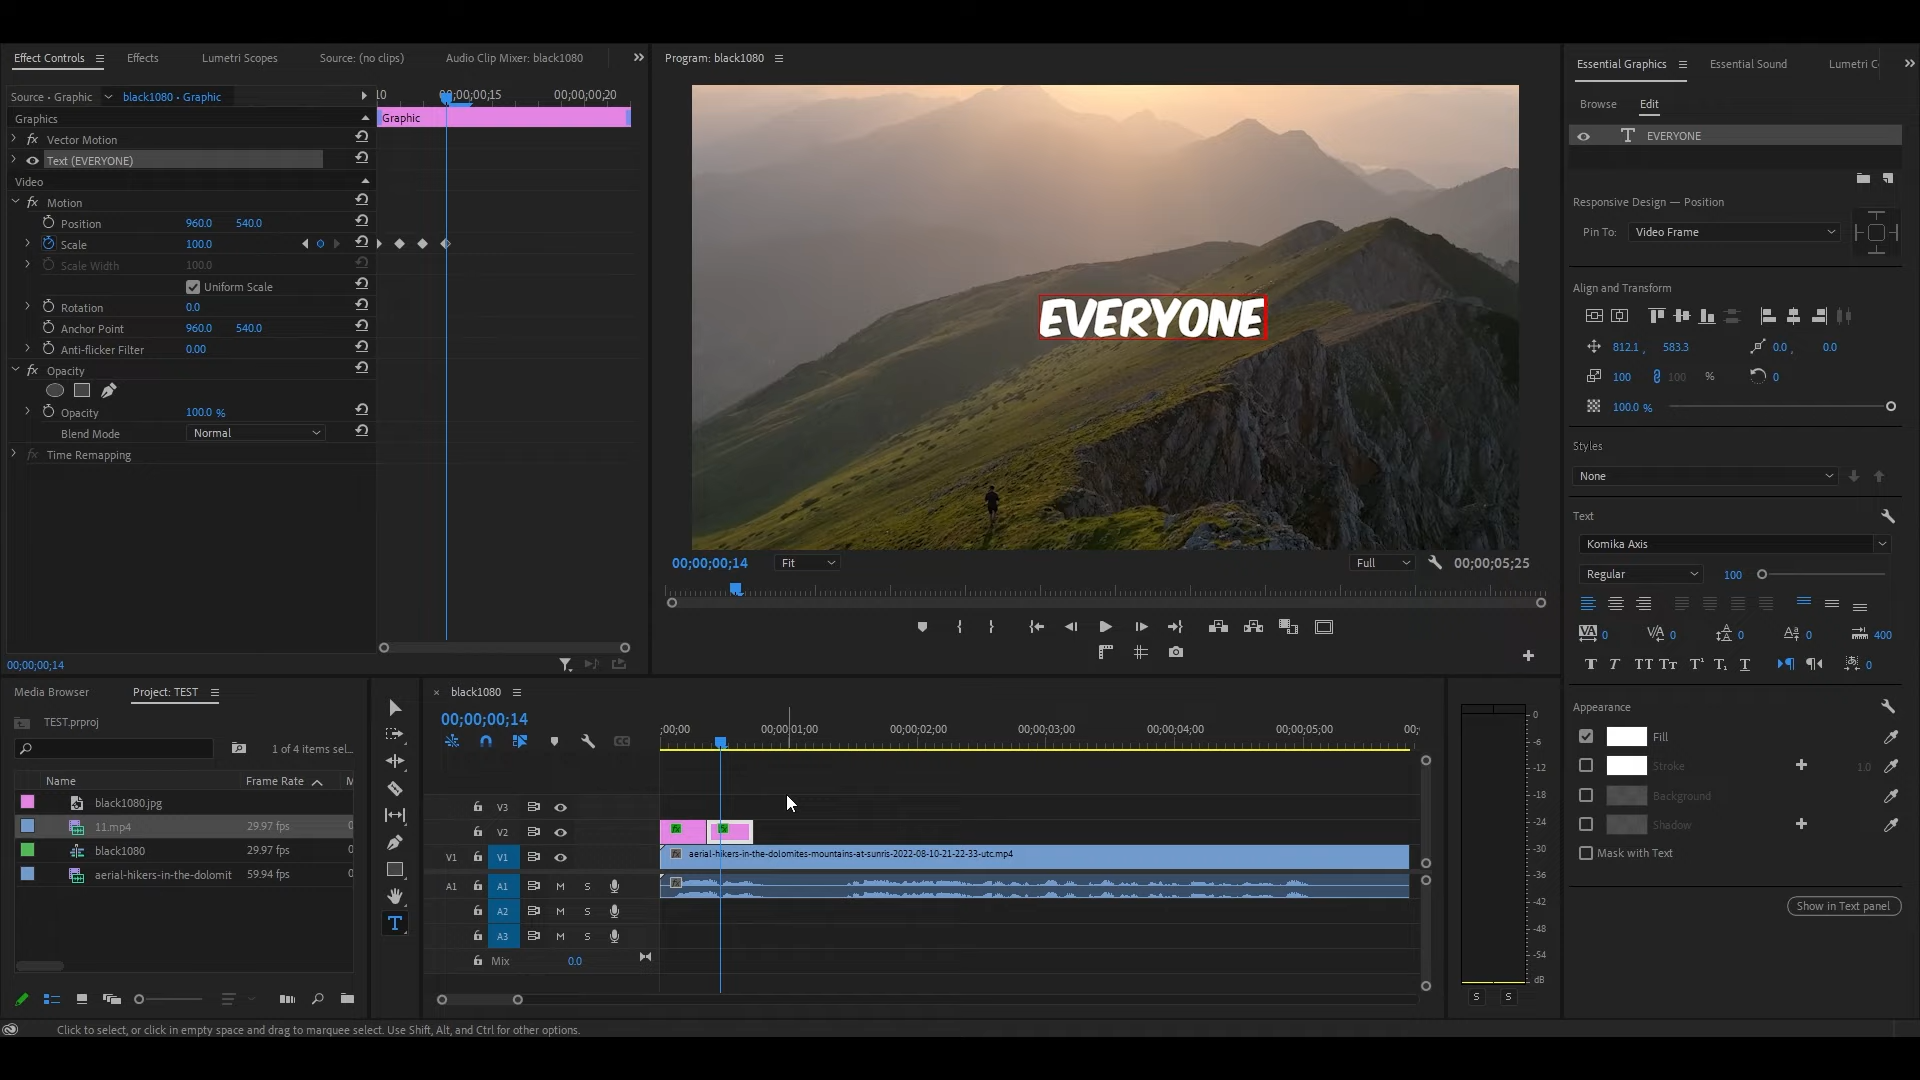 Effect Controls
Effects
Lumetri Scopes
Source: (no clips)
Audio Clip Mixer: black1080
Program: black1080
Essential Graphics
Essential Sound
Lumetri C
Source · Graphic
black1080 · Graphic
10
00;00;00;15
00;00;00;20
Graphics
Graphic
fx Vector Motion
Text (EVERYONE)
Video
fx Motion
Position 960.0 540.0
Scale 100.0
Scale Width 100.0
Uniform Scale
Rotation 0.0
Anchor Point 960.0 540.0
Anti-flicker Filter 0.00
fx Opacity
Opacity 100.0 %
Blend Mode Normal
fx Time Remapping
00;00;00;14
EVERYONE
00;00;00;14
Fit
Full
00;00;05;25
Browse
Edit
EVERYONE
Responsive Design — Position
Pin To: Video Frame
Align and Transform
812.1 , 583.3
0.0 , 0.0
100
100 %
0
100.0 %
Styles
None
Text
Komika Axis
Regular
100
0
0
0
0
400
0
Appearance
Fill
Stroke
1.0
Background
Shadow
Mask with Text
Show in Text panel
Media Browser
Project: TEST
TEST.prproj
1 of 4 items sel...
Name
Frame Rate
black1080.jpg
11.mp4 29.97 fps
black1080 29.97 fps
aerial-hikers-in-the-dolomit 59.94 fps
× black1080
00;00;00;14
;00;00
00;00;01;00
00;00;02;00
00;00;03;00
00;00;04;00
00;00;05;00
00;
V3
V2
V1 V1
aerial-hikers-in-the-dolomites-mountains-at-sunris-2022-08-10-21-22-33-utc.mp4
A1 A1 M S
A2 M S
A3 M S
Mix 0.0
0
-6
-12
-18
-24
-30
-36
-42
-48
-54
dB
S S
Click to select, or click in empty space and drag to marquee select. Use Shift, Alt, and Ctrl for other options.